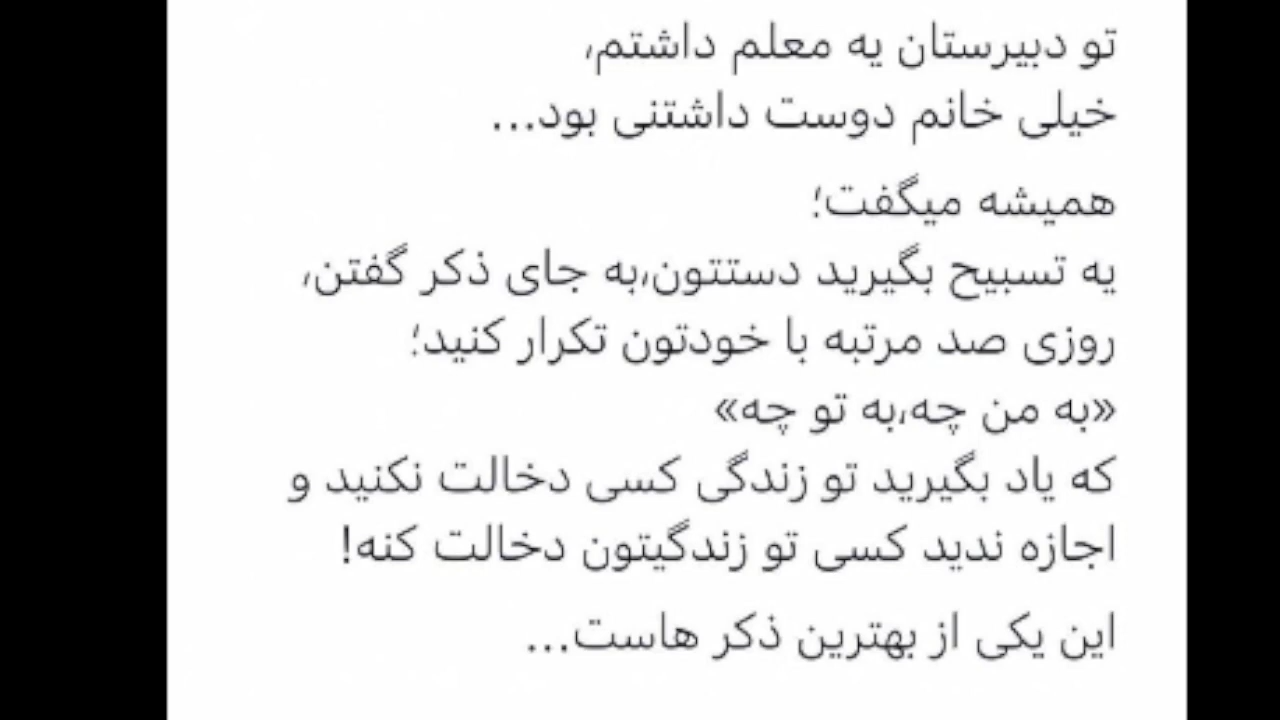 تو دبیرستان یه معلم داشتم,
خیلی خانم دوست داشتنی بود...
همیشه میگفت؛
یه تسبیح بگیرید دستتون,به جای ذکر گفتن,
روزی صد مرتبه با خودتون تکرار کنید؛
«به من چه,به تو چه»
که یاد بگیرید تو زندگی کسی دخالت نکنید و
اجازه ندید کسی تو زندگیتون دخالت کنه!
این یکی از بهترین ذکر هاست...